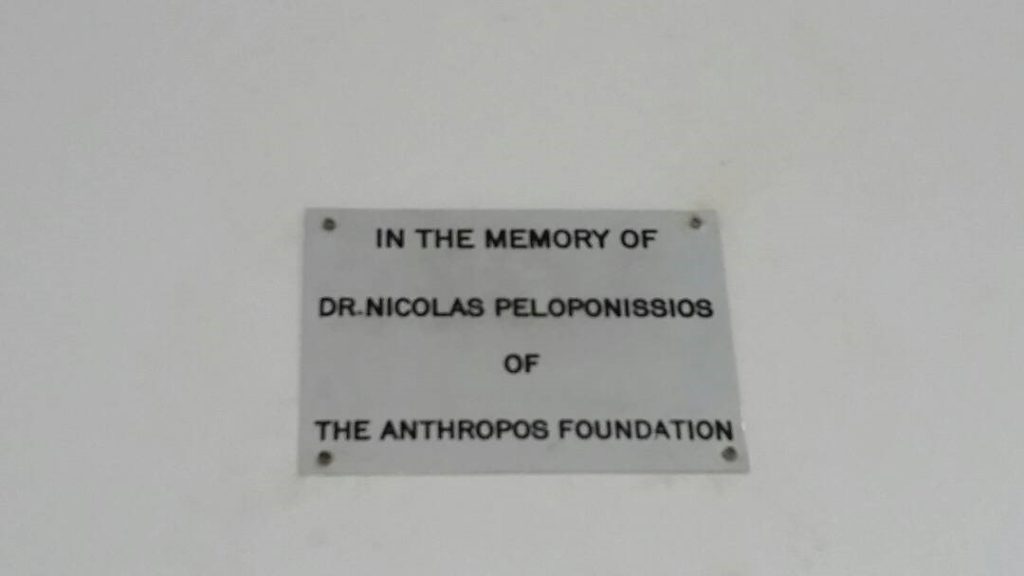 IN THE MEMORY OF
DR.NICOLAS PELOPONISSIOS
OF
THE ANTHROPOS FOUNDATION